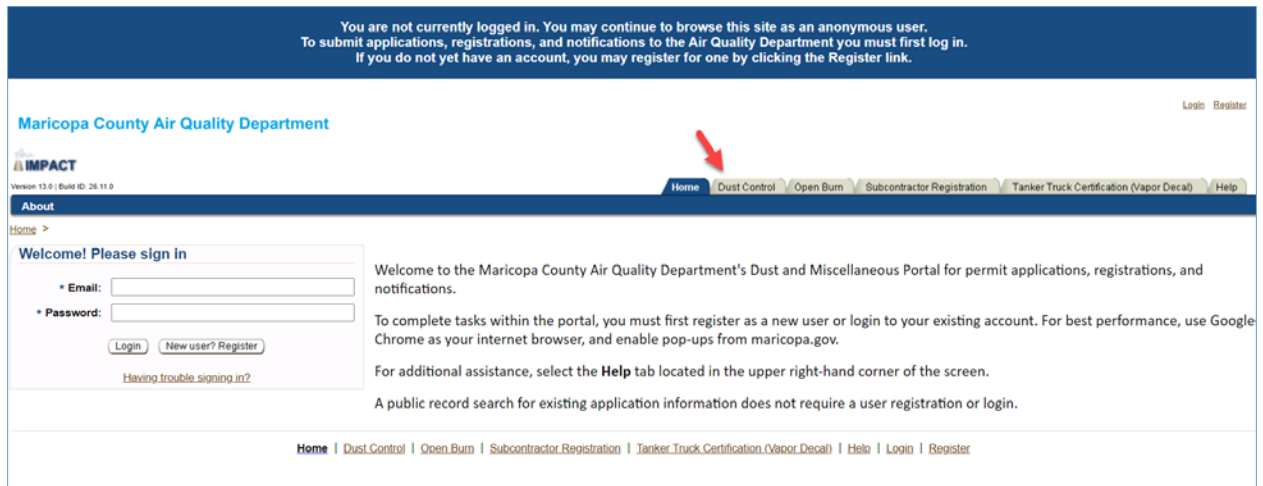 You are not currently logged in. You may continue to browse this site as an anonymous user.
To submit applications, registrations, and notifications to the Air Quality Department you must first log in.
If you do not yet have an account, you may register for one by clicking the Register link.
Login Register
Maricopa County Air Quality Department
the
IMPACT
Version 13.0 | Build ID: 26.11.0
Home Dust Control Open Burn Subcontractor Registration Tanker Truck Certification (Vapor Decal) Help
About
Home >
Welcome! Please sign in
* Email:
* Password:
Login New user? Register
Having trouble signing in?
Welcome to the Maricopa County Air Quality Department's Dust and Miscellaneous Portal for permit applications, registrations, and
notifications.
To complete tasks within the portal, you must first register as a new user or login to your existing account. For best performance, use Google
Chrome as your internet browser, and enable pop-ups from maricopa.gov.
For additional assistance, select the Help tab located in the upper right-hand corner of the screen.
A public record search for existing application information does not require a user registration or login.
Home | Dust Control | Open Burn | Subcontractor Registration | Tanker Truck Certification (Vapor Decal) | Help | Login | Register